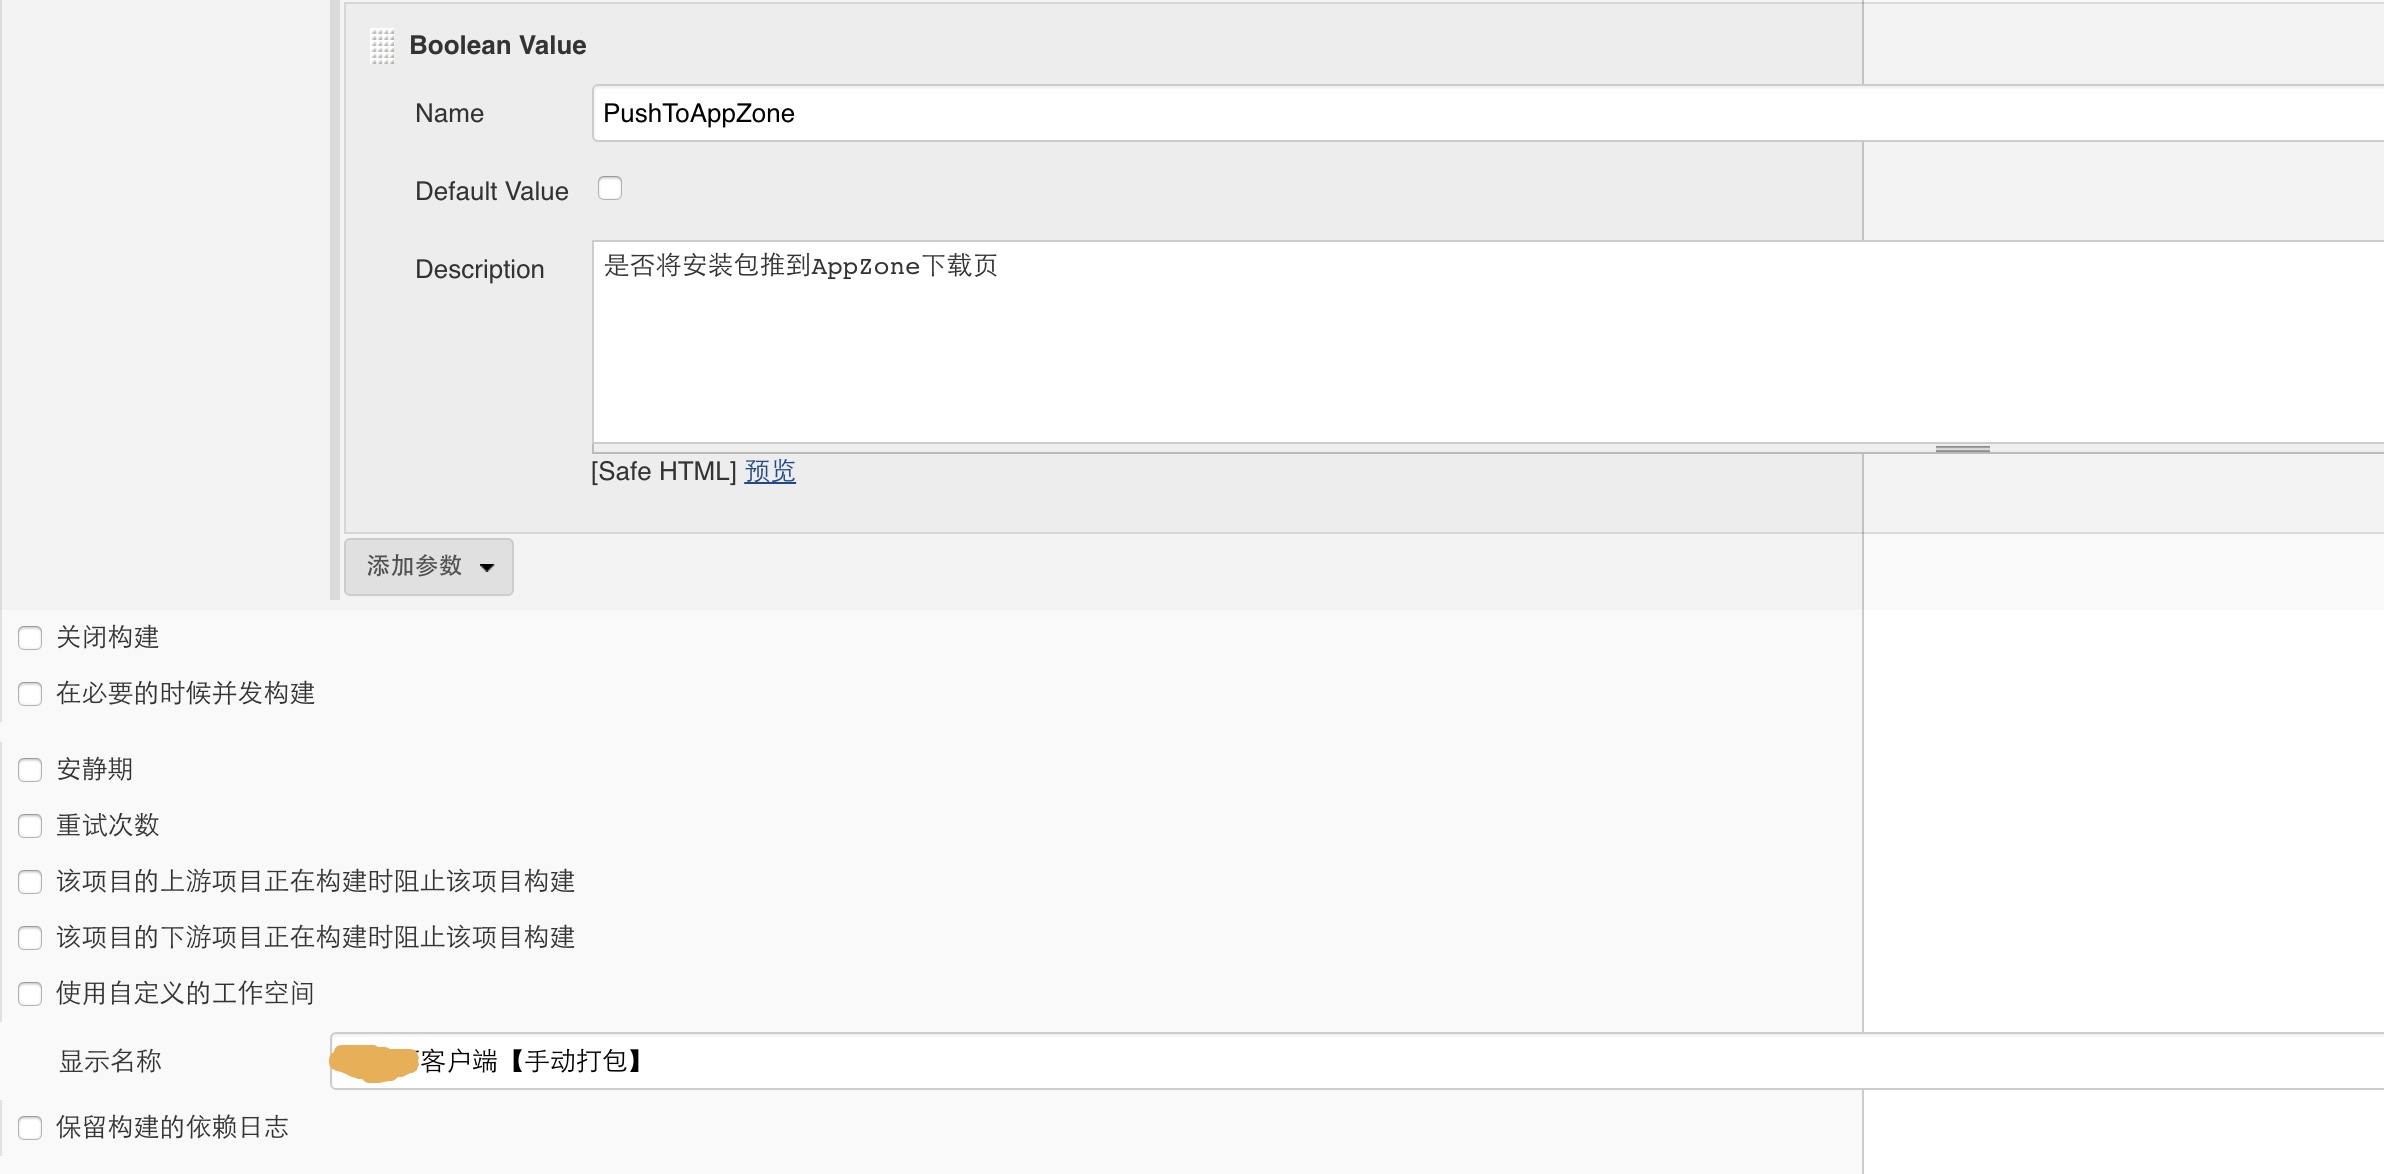 Boolean Value
Name
PushToAppZone
Default Value
Description
是否将安装包推到AppZone下载页
[Safe HTML] 预览
添加参数
关闭构建
在必要的时候并发构建
安静期
重试次数
该项目的上游项目正在构建时阻止该项目构建
该项目的下游项目正在构建时阻止该项目构建
使用自定义的工作空间
显示名称
客户端【手动打包】
保留构建的依赖日志